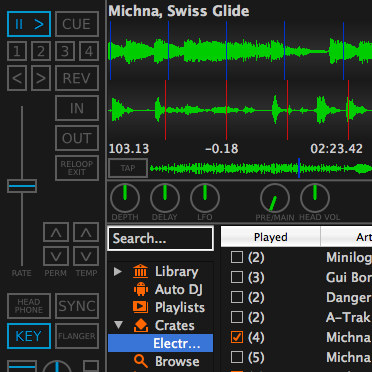 Michna, Swiss Glide
CUE
1 2 3 4
REV
IN
OUT
RELOOP
EXIT
103.13 −0.18 02:23.42
TAP
DEPTH DELAY LFO PRE/MAIN HEAD VOL
RATE PERM TEMP
HEAD
PHONE
SYNC
KEY
FLANGER
Search...
Library
Auto DJ
Playlists
Crates
Electr...
Browse
Played Art
(2) Minilog
(3) Gui Bor
(2) Danger
(2) A-Trak
(4) Michna
(5) Michna